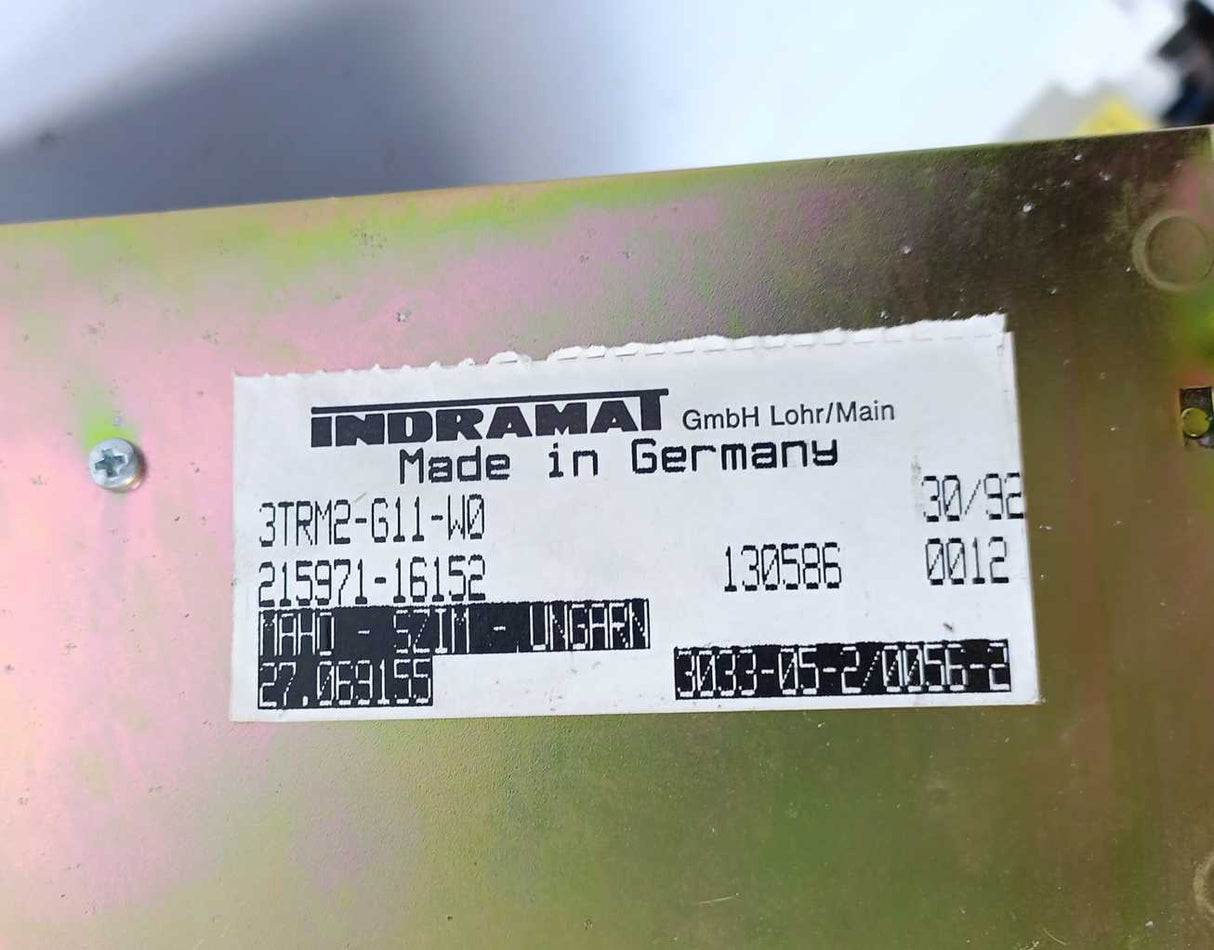 INDRAMAT GmbH Lohr/Main
Made in Germany
3TRM2-G11-W0 30/92
215971-16152 130586 0012
MAHO - SZIM - UNGARN
27.069155 3033-05-2/0056-2